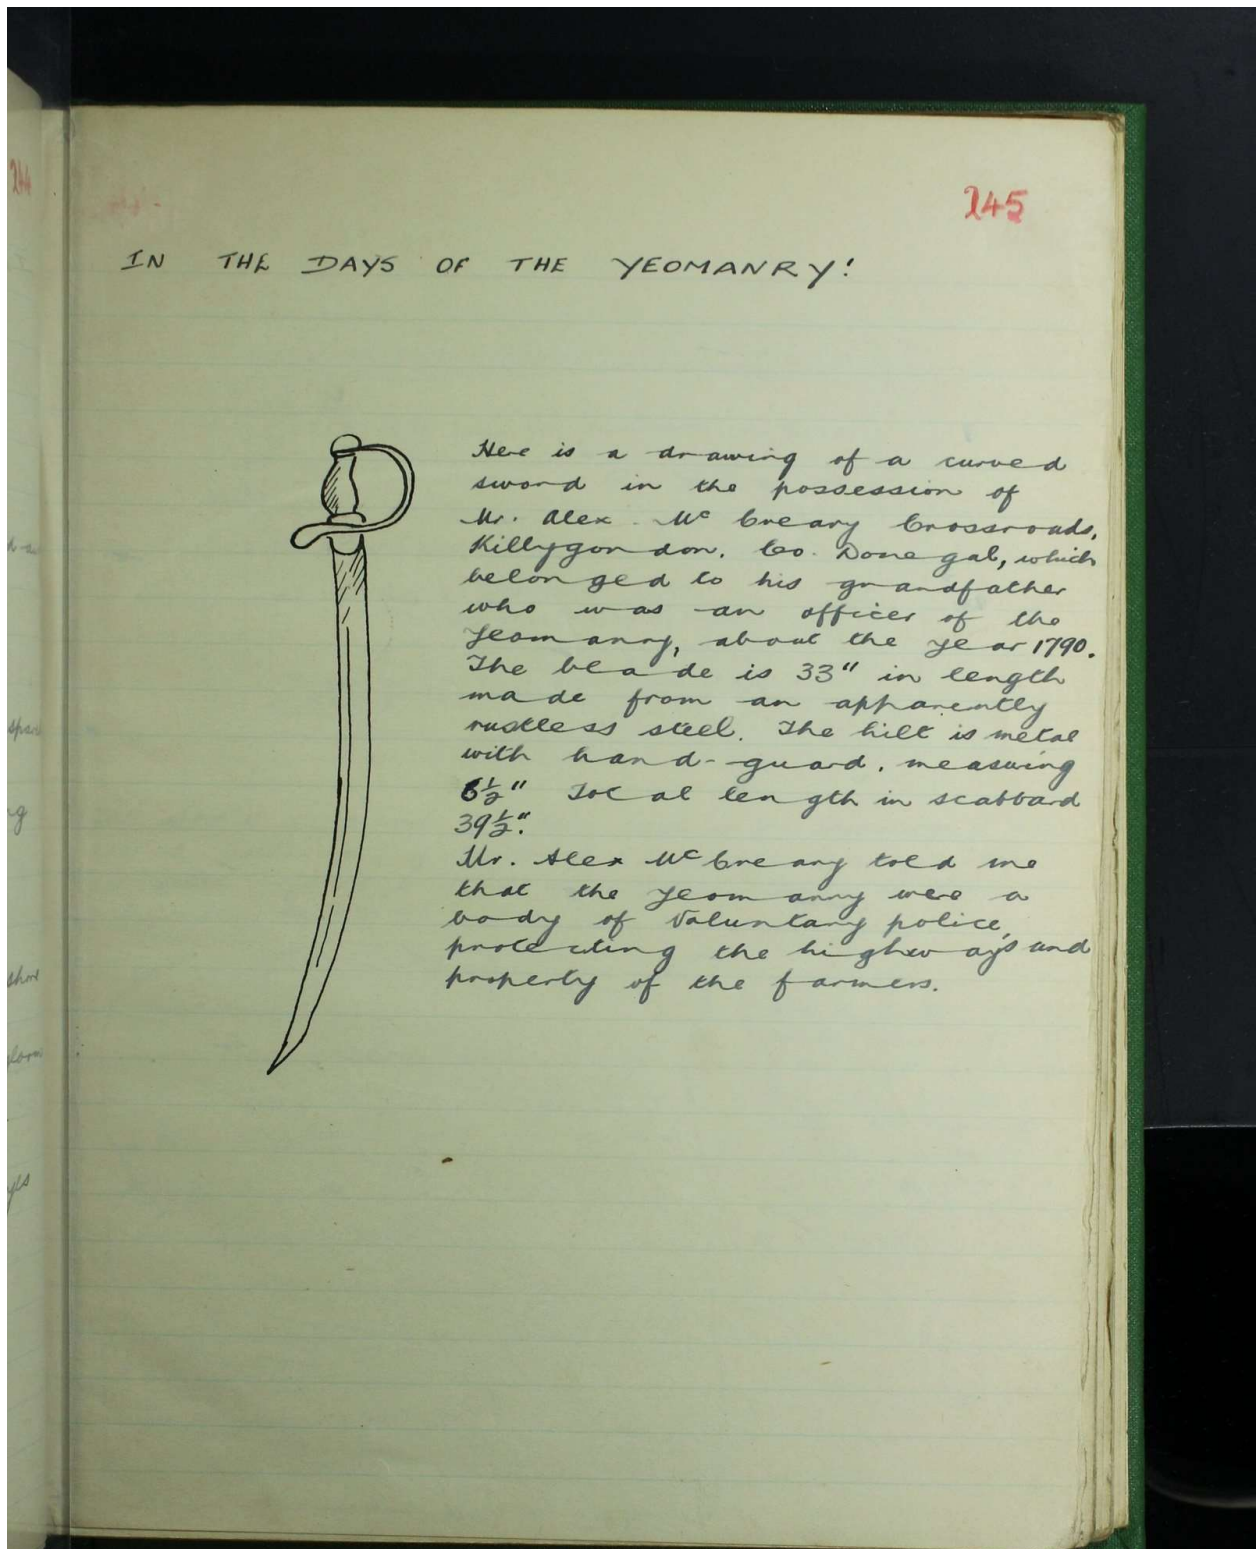 245
IN THE DAYS OF THE YEOMANRY!
Here is a drawing of a curved
sword in the possession of
Mr. Alex. Mc Creary Crossroads,
Killygordon. Co. Donegal, which
belonged to his grandfather
who was an officer of the
Yeomanry, about the year 1790.
The blade is 33" in length
made from an apparently
rustless steel. The hilt is metal
with hand-guard. measuring
6½" Total length in scabbard
39½".
Mr. Alex Mc Creary told me
that the yeomanry were a
body of Voluntary police,
protecting the highways and
property of the farmers.